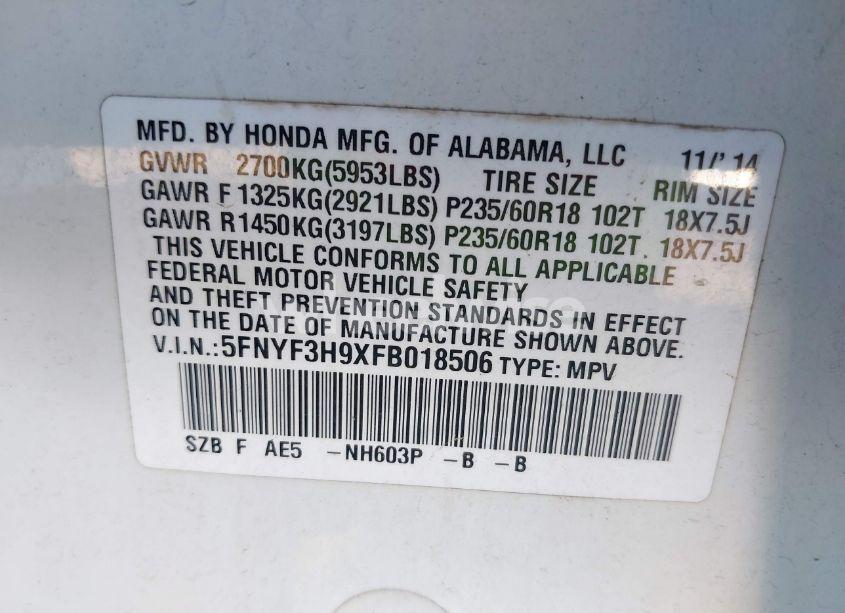 MFD. BY HONDA MFG. OF ALABAMA, LLC 11/'14
GVWR 2700KG(5953LBS) TIRE SIZE RIM SIZE
GAWR F 1325KG(2921LBS) P235/60R18 102T 18X7.5J
GAWR R1450KG(3197LBS) P235/60R18 102T. 18X7.5J
THIS VEHICLE CONFORMS TO ALL APPLICABLE
FEDERAL MOTOR VEHICLE SAFETY
AND THEFT PREVENTION STANDARDS IN EFFECT
ON THE DATE OF MANUFACTURE SHOWN ABOVE.
V.I.N.:5FNYF3H9XFB018506 TYPE: MPV
SZB F AE5 -NH603P -B -B